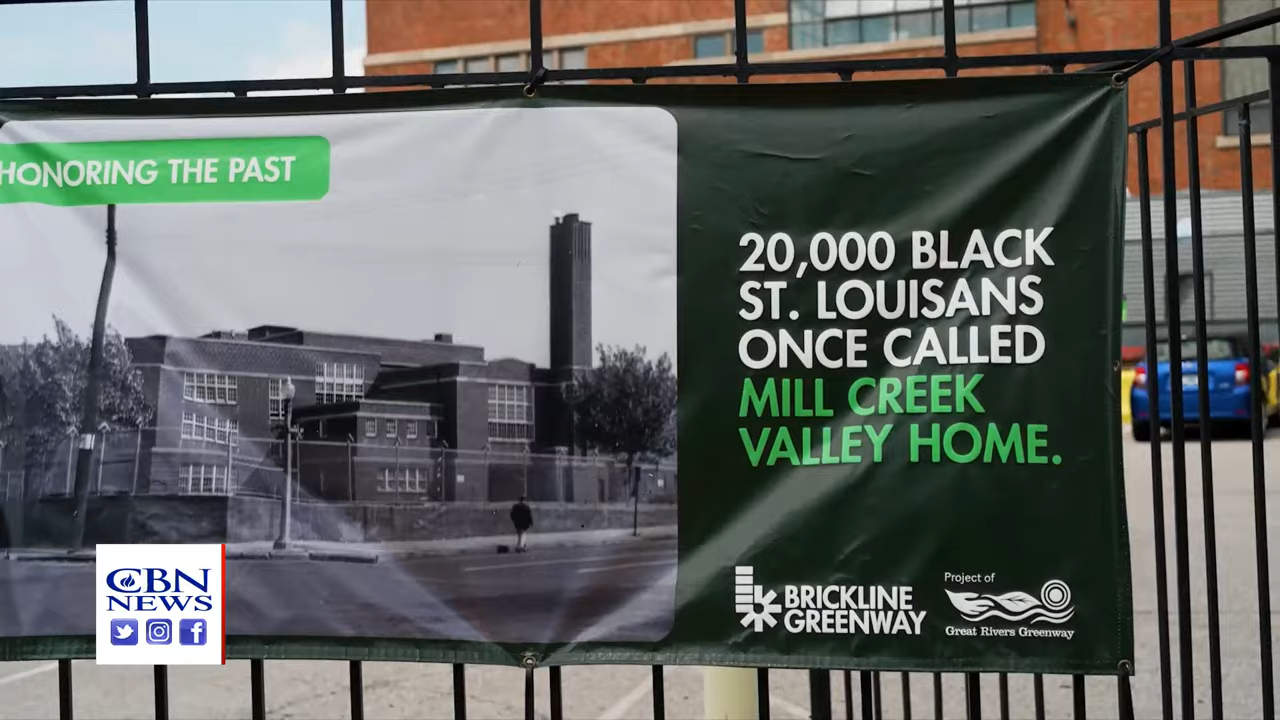 HONORING THE PAST
20,000 BLACK
ST. LOUISANS
ONCE CALLED
MILL CREEK
VALLEY HOME.
BRICKLINE
GREENWAY
Project of
Great Rivers Greenway
CBN
NEWS